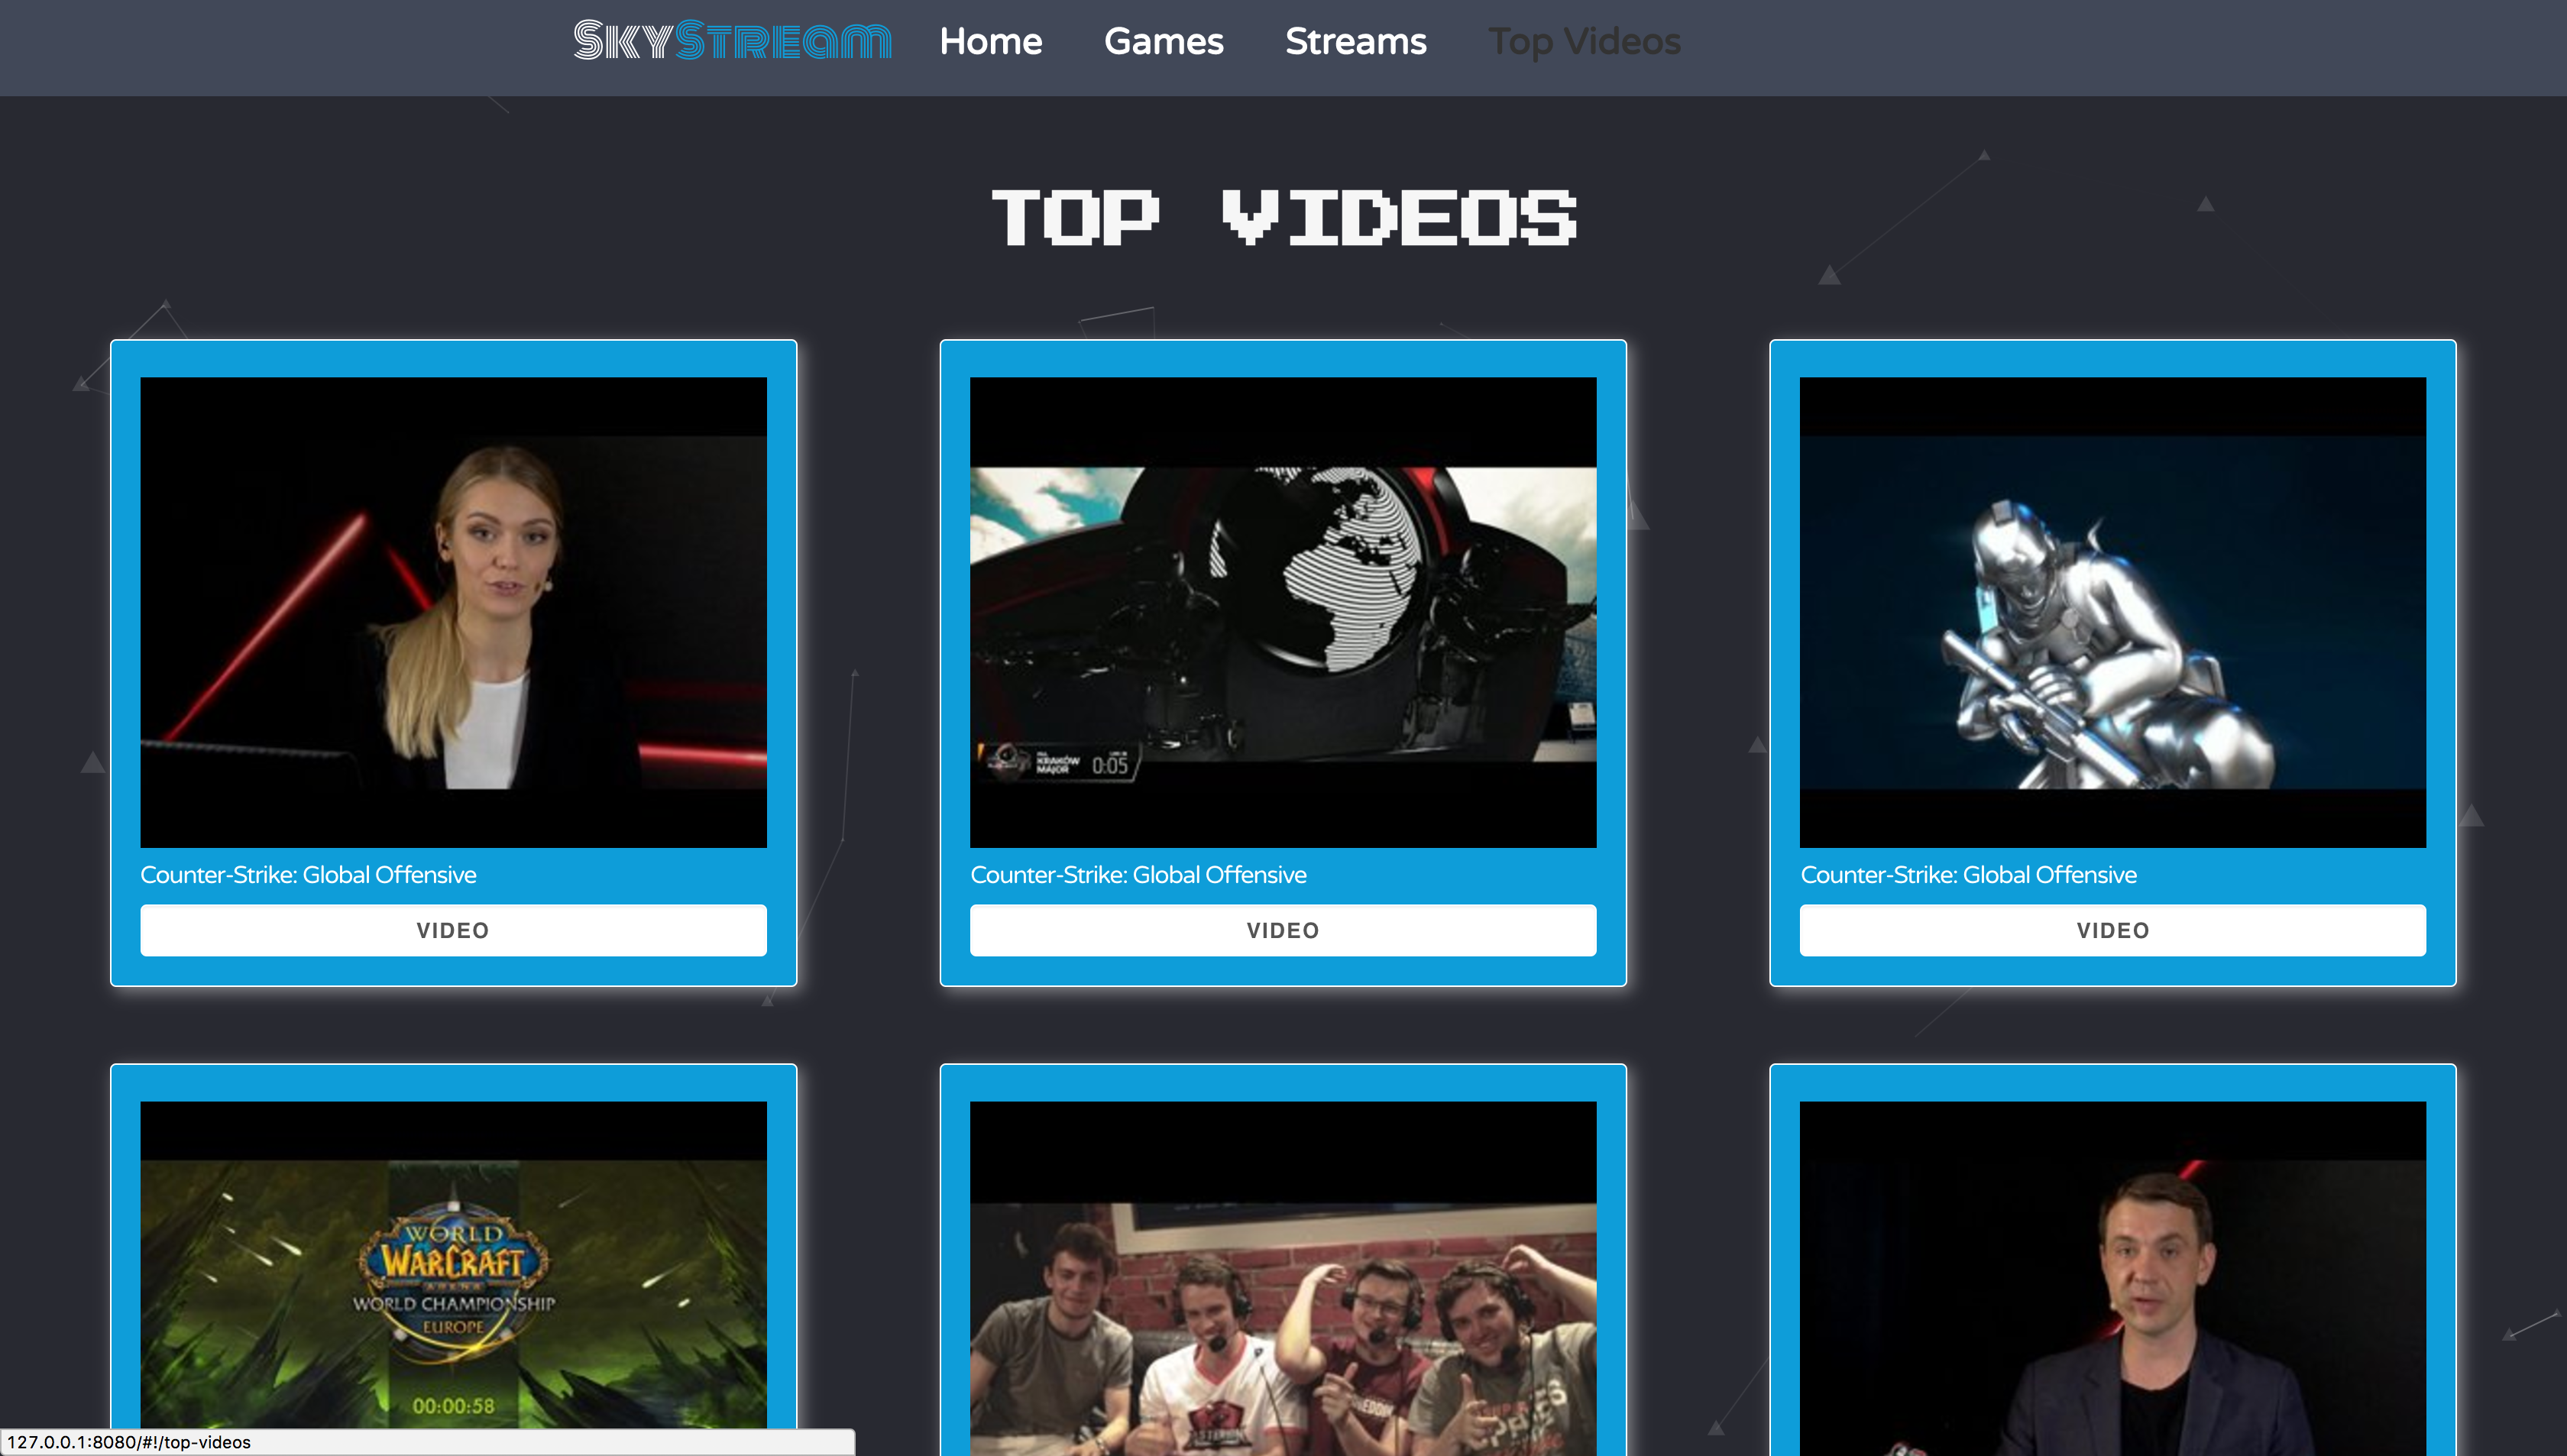 SKYSTREAM Home Games Streams Top Videos
TOP VIDEOS
KRAKÓW
MAJOR 0:05
Counter-Strike: Global Offensive
VIDEO
Counter-Strike: Global Offensive
VIDEO
Counter-Strike: Global Offensive
VIDEO
WORLD
WARCRAFT
ARENA
WORLD CHAMPIONSHIP
EUROPE
00:00:58
127.0.0.1:8080/#!/top-videos